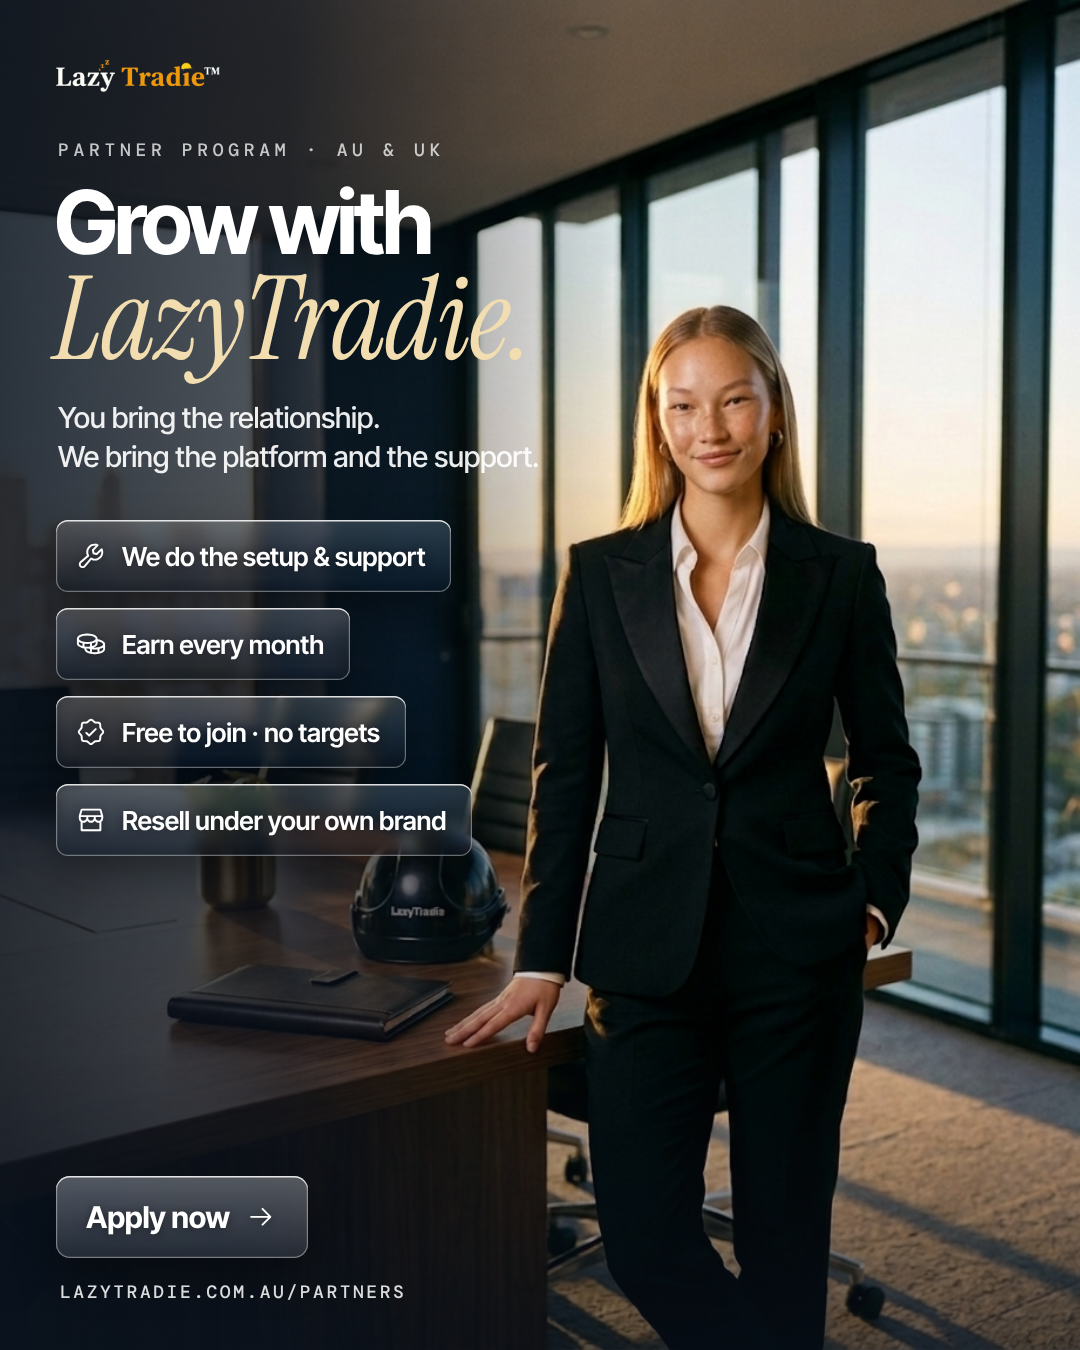 Lazy Tradie™
PARTNER PROGRAM · AU & UK
Grow with
LazyTradie.
You bring the relationship.
We bring the platform and the support.
We do the setup & support
Earn every month
Free to join · no targets
Resell under your own brand
LazyTradie
Apply now →
LAZYTRADIE.COM.AU/PARTNERS